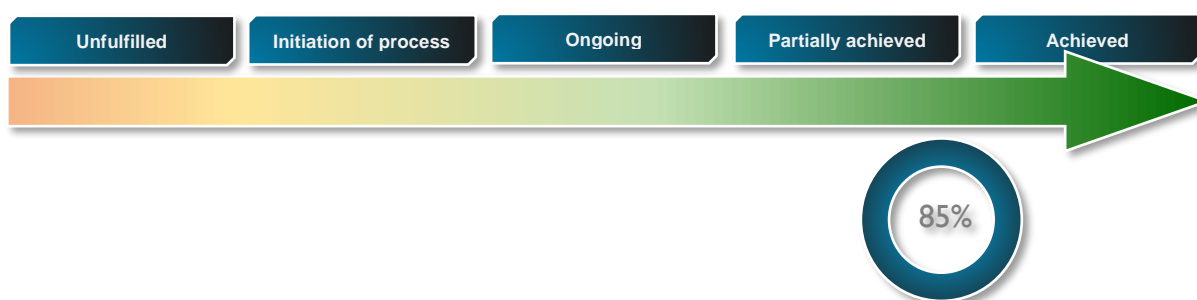 Unfulfilled
Initiation of process
Ongoing
Partially achieved
Achieved
85%